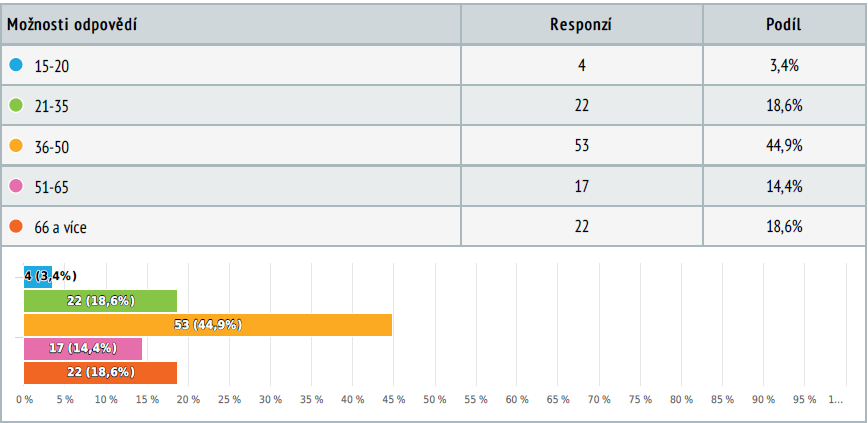 Možnosti odpovědí Responzí Podíl
15-20 4 3,4%
21-35 22 18,6%
36-50 53 44,9%
51-65 17 14,4%
66 a více 22 18,6%
4 (3,4%)
22 (18,6%)
53 (44,9%)
17 (14,4%)
22 (18,6%)
0 % 5 % 10 % 15 % 20 % 25 % 30 % 35 % 40 % 45 % 50 % 55 % 60 % 65 % 70 % 75 % 80 % 85 % 90 % 95 % 1...